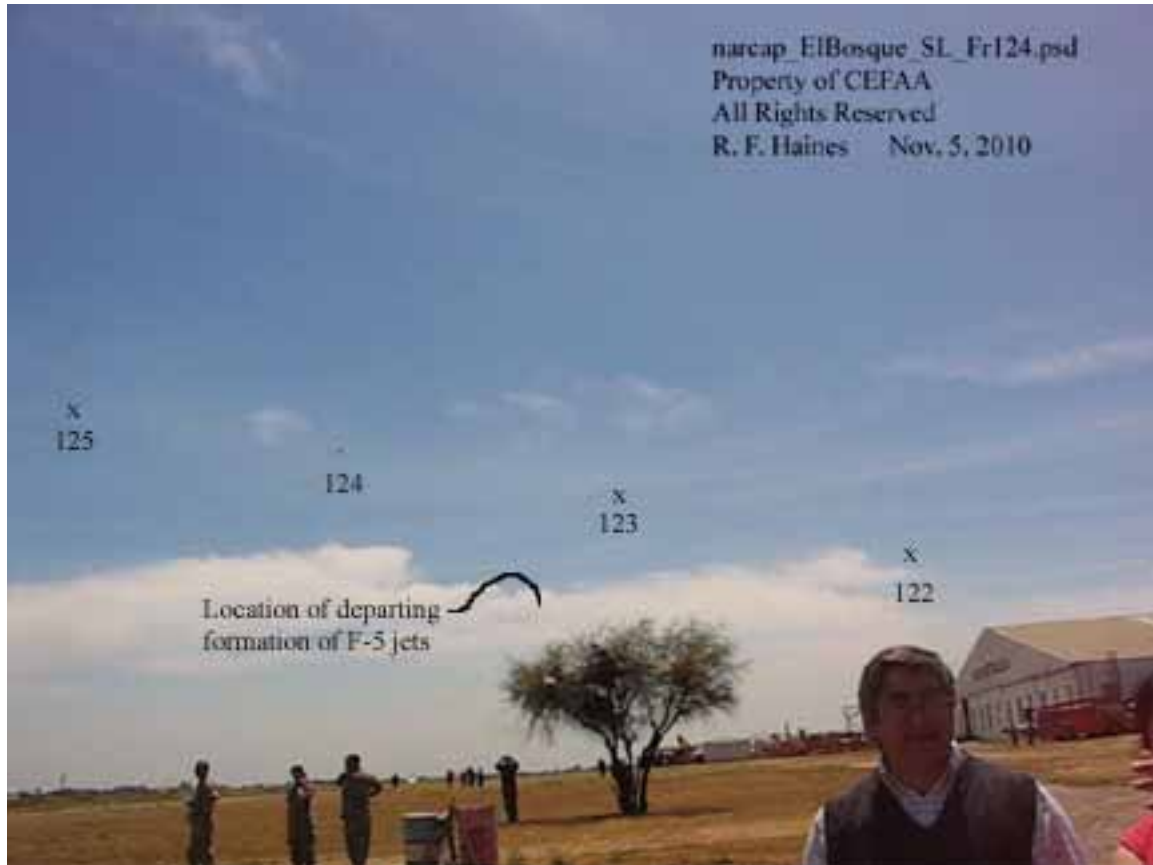 narcap_ElBosque_SL_Fr124.psd
Property of CEFAA
All Rights Reserved
R. F. Haines Nov. 5, 2010
x
125
124
x
123
x
122
Location of departing
formation of F-5 jets